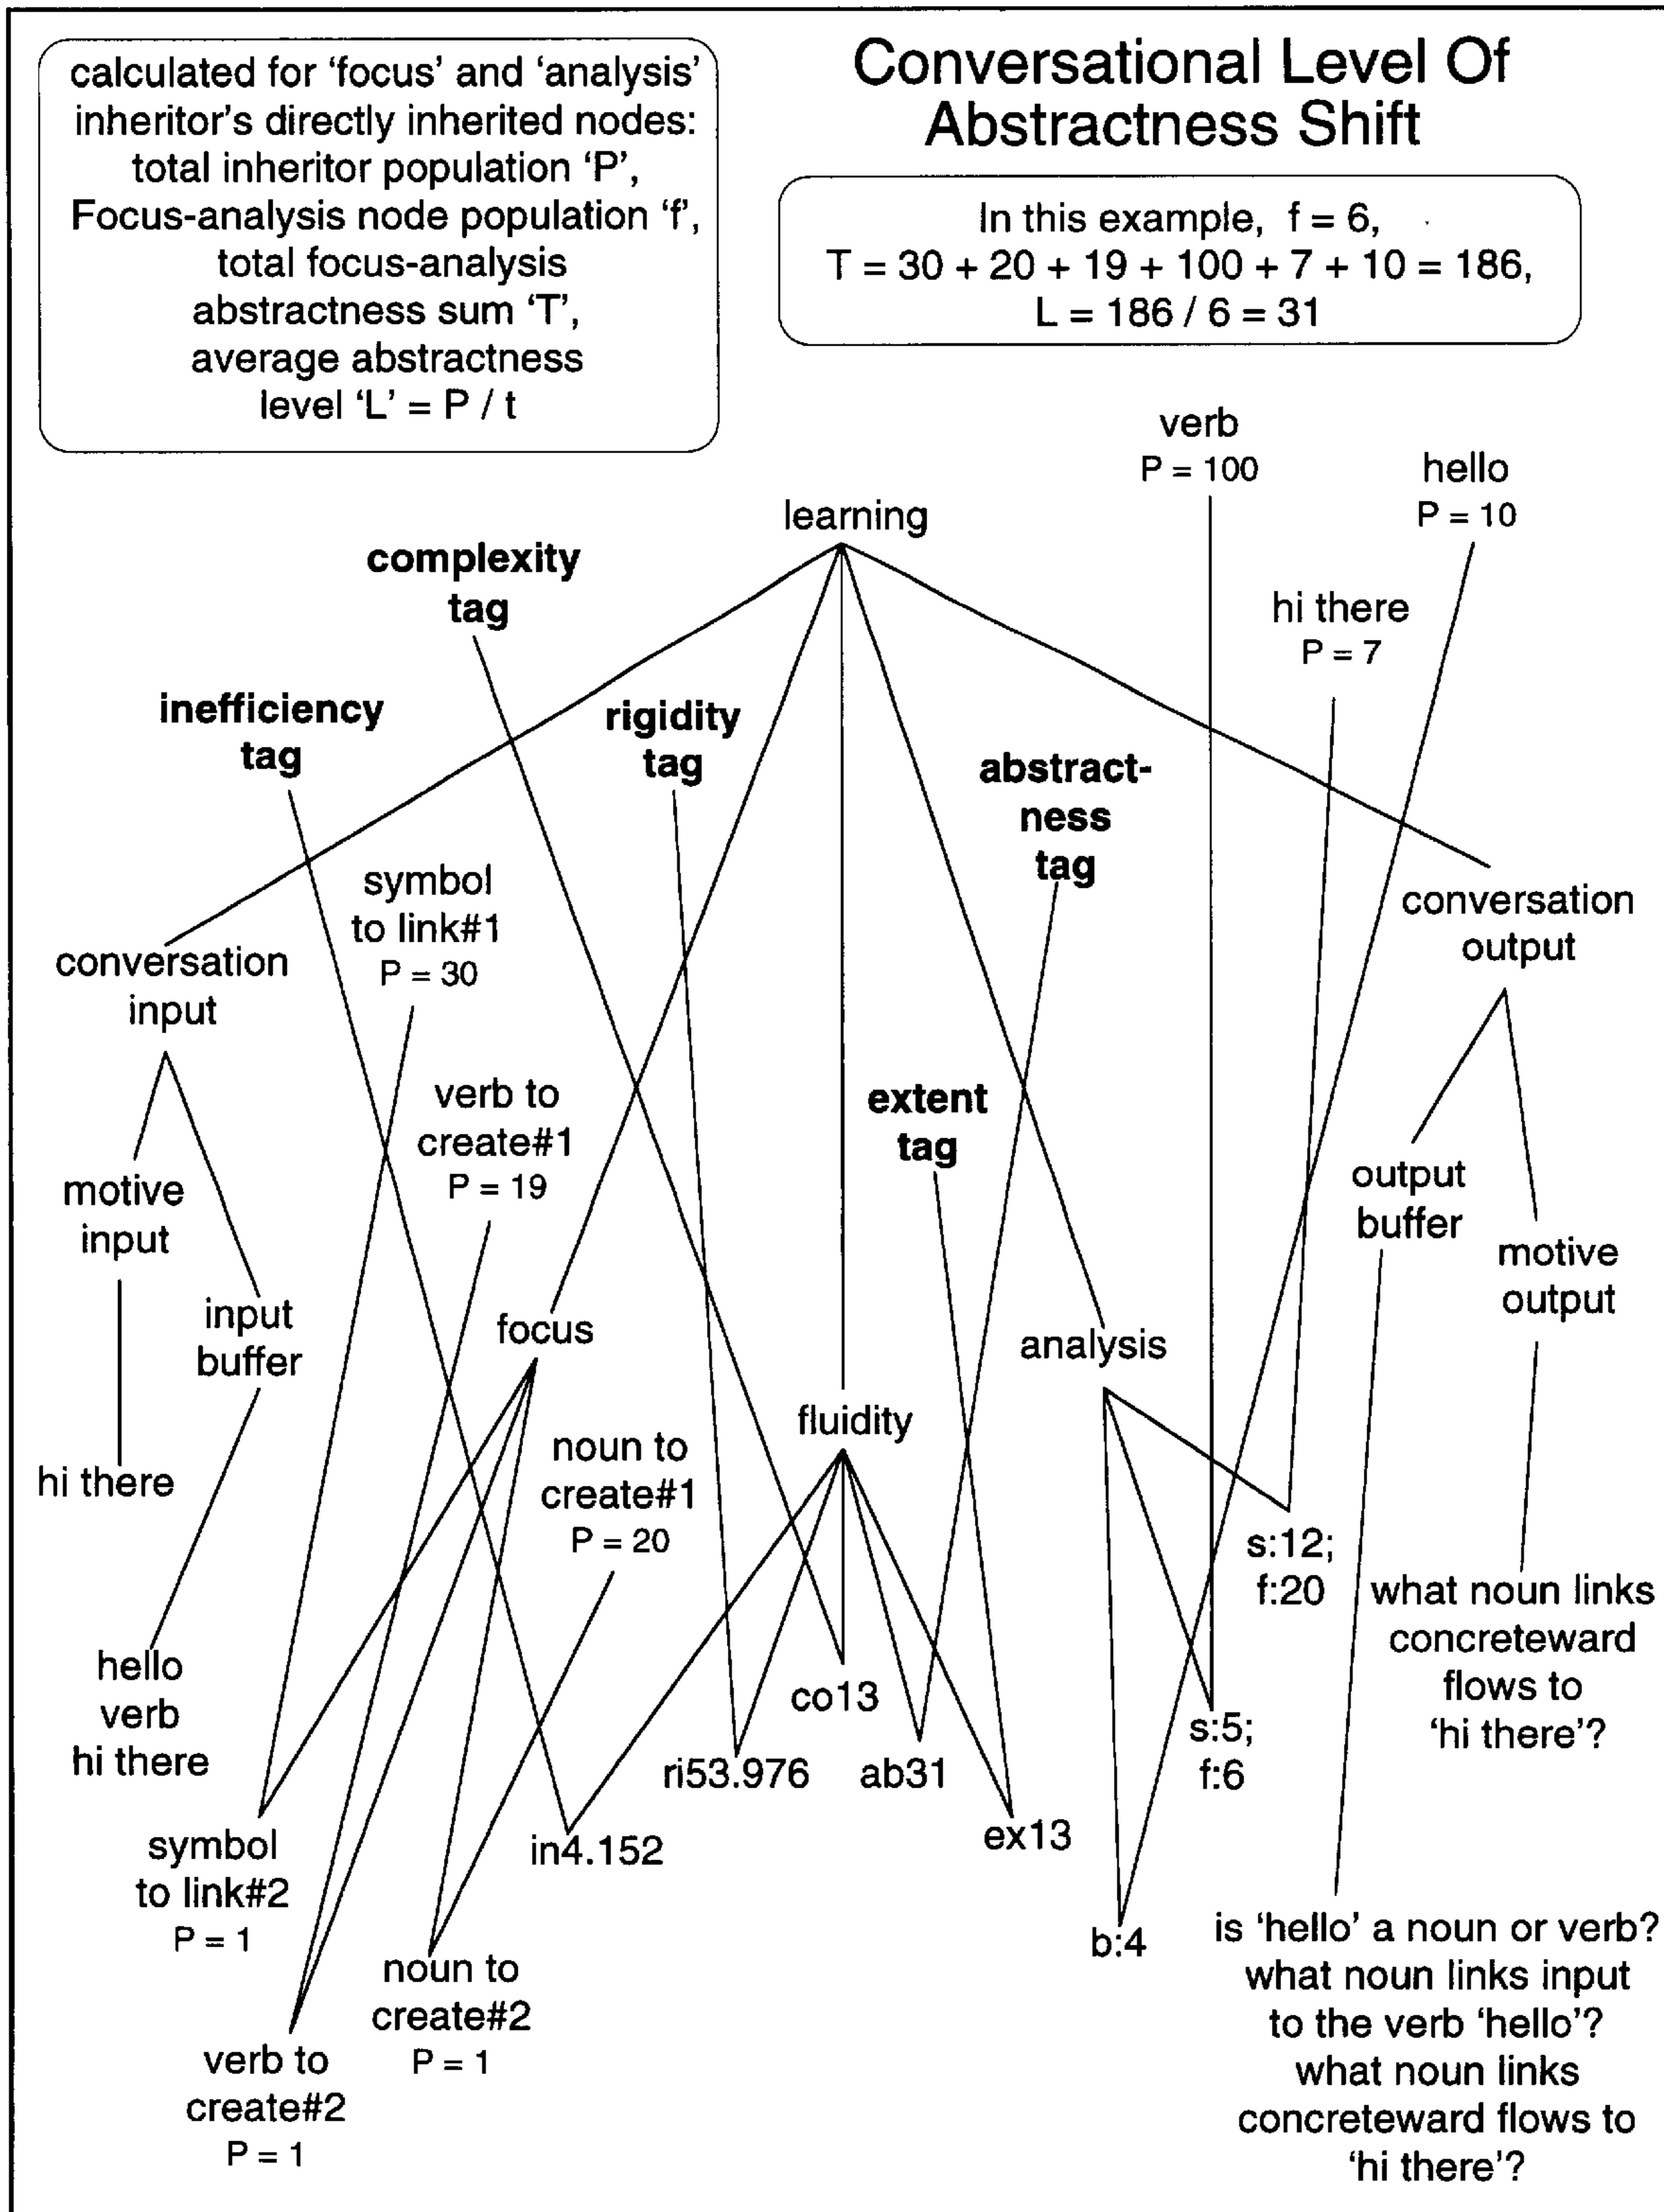 calculated for ‘focus’ and ‘analysis’
inheritor’s directly inherited nodes:
total inheritor population ‘P’,
Focus-analysis node population ‘f’,
total focus-analysis
abstractness sum ‘T’,
average abstractness
level ‘L’ = P / t
Conversational Level Of
Abstractness Shift
In this example, f = 6,
T = 30 + 20 + 19 + 100 + 7 + 10 = 186,
L = 186 / 6 = 31
verb
P = 100
hello
P = 10
learning
complexity
tag
hi there
P = 7
inefficiency
tag
rigidity
tag
abstract-
ness
tag
symbol
to link#1
P = 30
conversation
output
conversation
input
verb to
create#1
P = 19
extent
tag
motive
input
output
buffer
motive
output
input
buffer
focus
analysis
fluidity
noun to
create#1
P = 20
hi there
s:12;
f:20
what noun links
concreteward
flows to
‘hi there’?
hello
verb
hi there
co13
ri53.976
ab31
s:5;
f:6
symbol
to link#2
P = 1
in4.152
ex13
b:4
is ‘hello’ a noun or verb?
what noun links input
to the verb ‘hello’?
what noun links
concreteward flows to
‘hi there’?
noun to
create#2
P = 1
verb to
create#2
P = 1